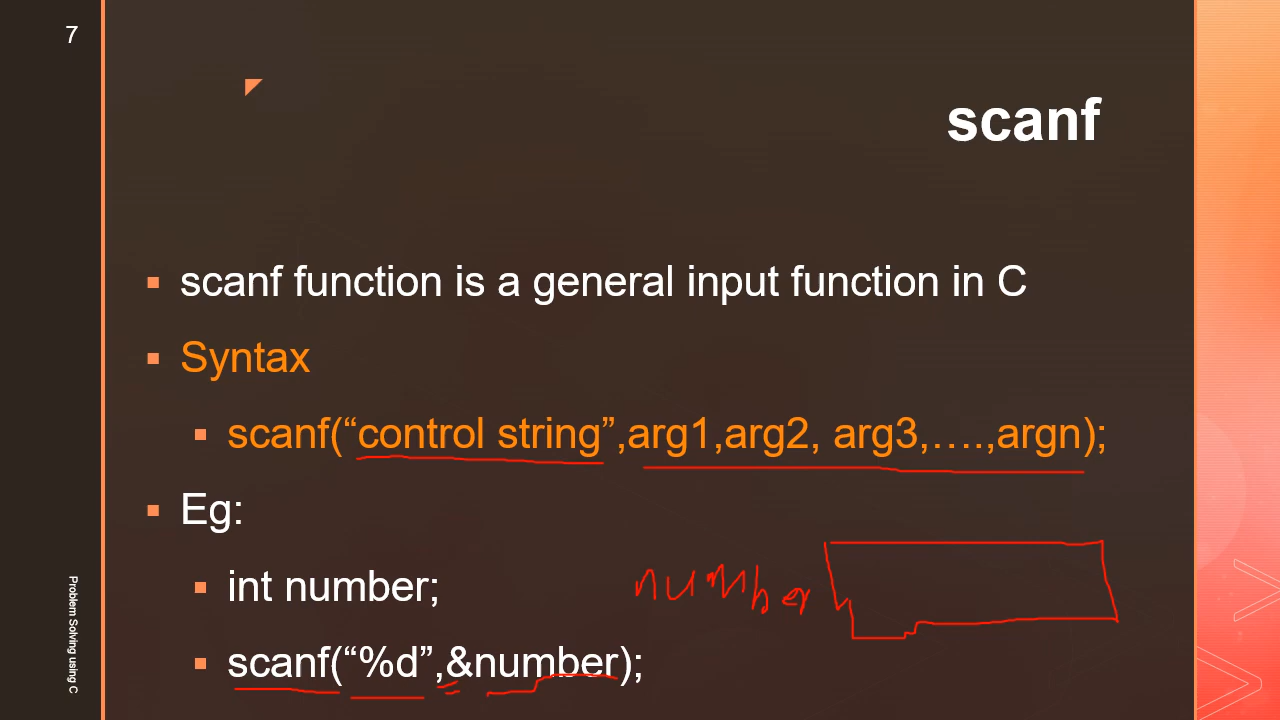 7
scanf
scanf function is a general input function in C
Syntax
scanf(“control string”,arg1,arg2, arg3,….,argn);
Eg:
int number;
number
scanf(“%d”,&number);
Problem Solving using C